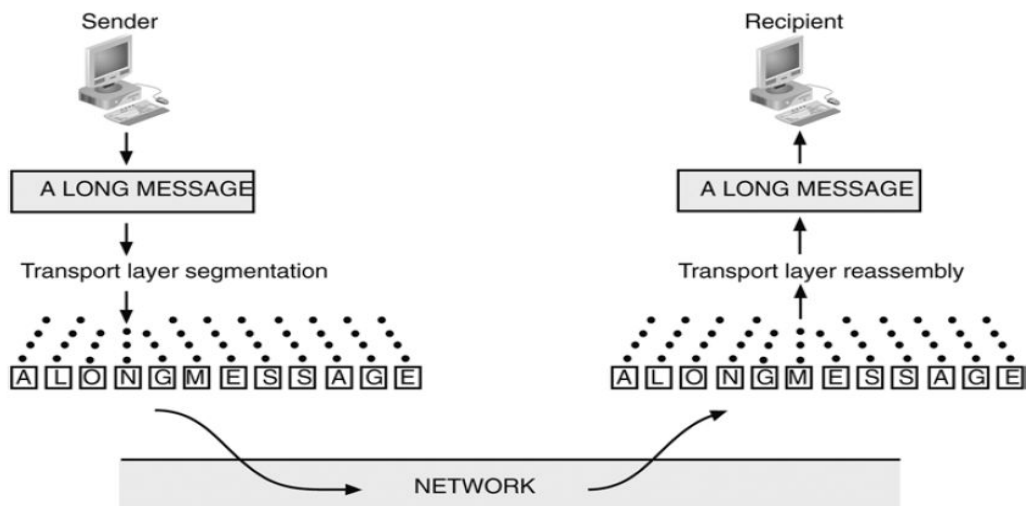 Sender
Recipient
A LONG MESSAGE
A LONG MESSAGE
Transport layer segmentation
Transport layer reassembly
A L O N G M E S S A G E
A L O N G M E S S A G E
NETWORK